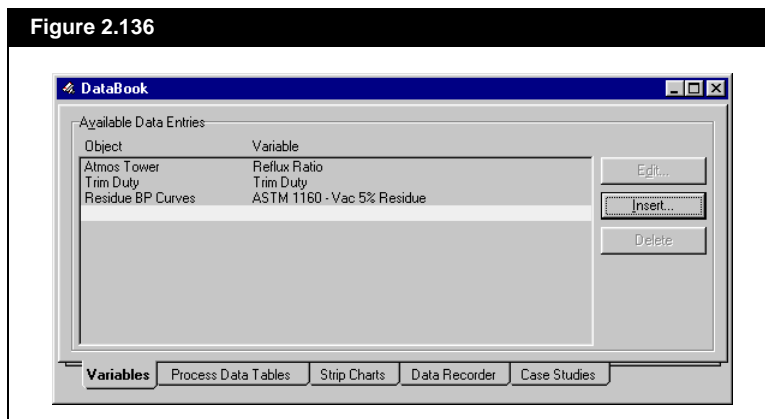 Figure 2.136
DataBook
Available Data Entries
Object Variable
Atmos Tower Reflux Ratio
Trim Duty Trim Duty
Residue BP Curves ASTM 1160 - Vac 5% Residue
Edit...
Insert...
Delete
Variables Process Data Tables Strip Charts Data Recorder Case Studies